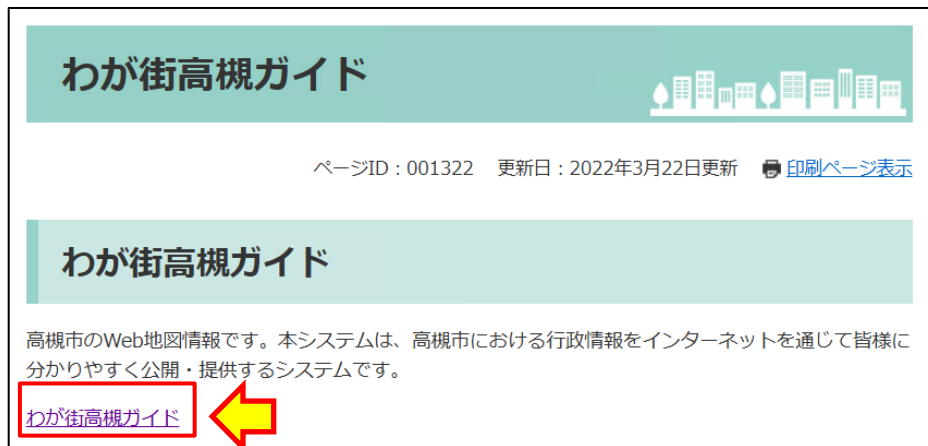 わが街高槻ガイド
ページID：001322　更新日：2022年3月22日更新　印刷ページ表示
わが街高槻ガイド
高槻市のWeb地図情報です。本システムは、高槻市における行政情報をインターネットを通じて皆様に
分かりやすく公開・提供するシステムです。
わが街高槻ガイド